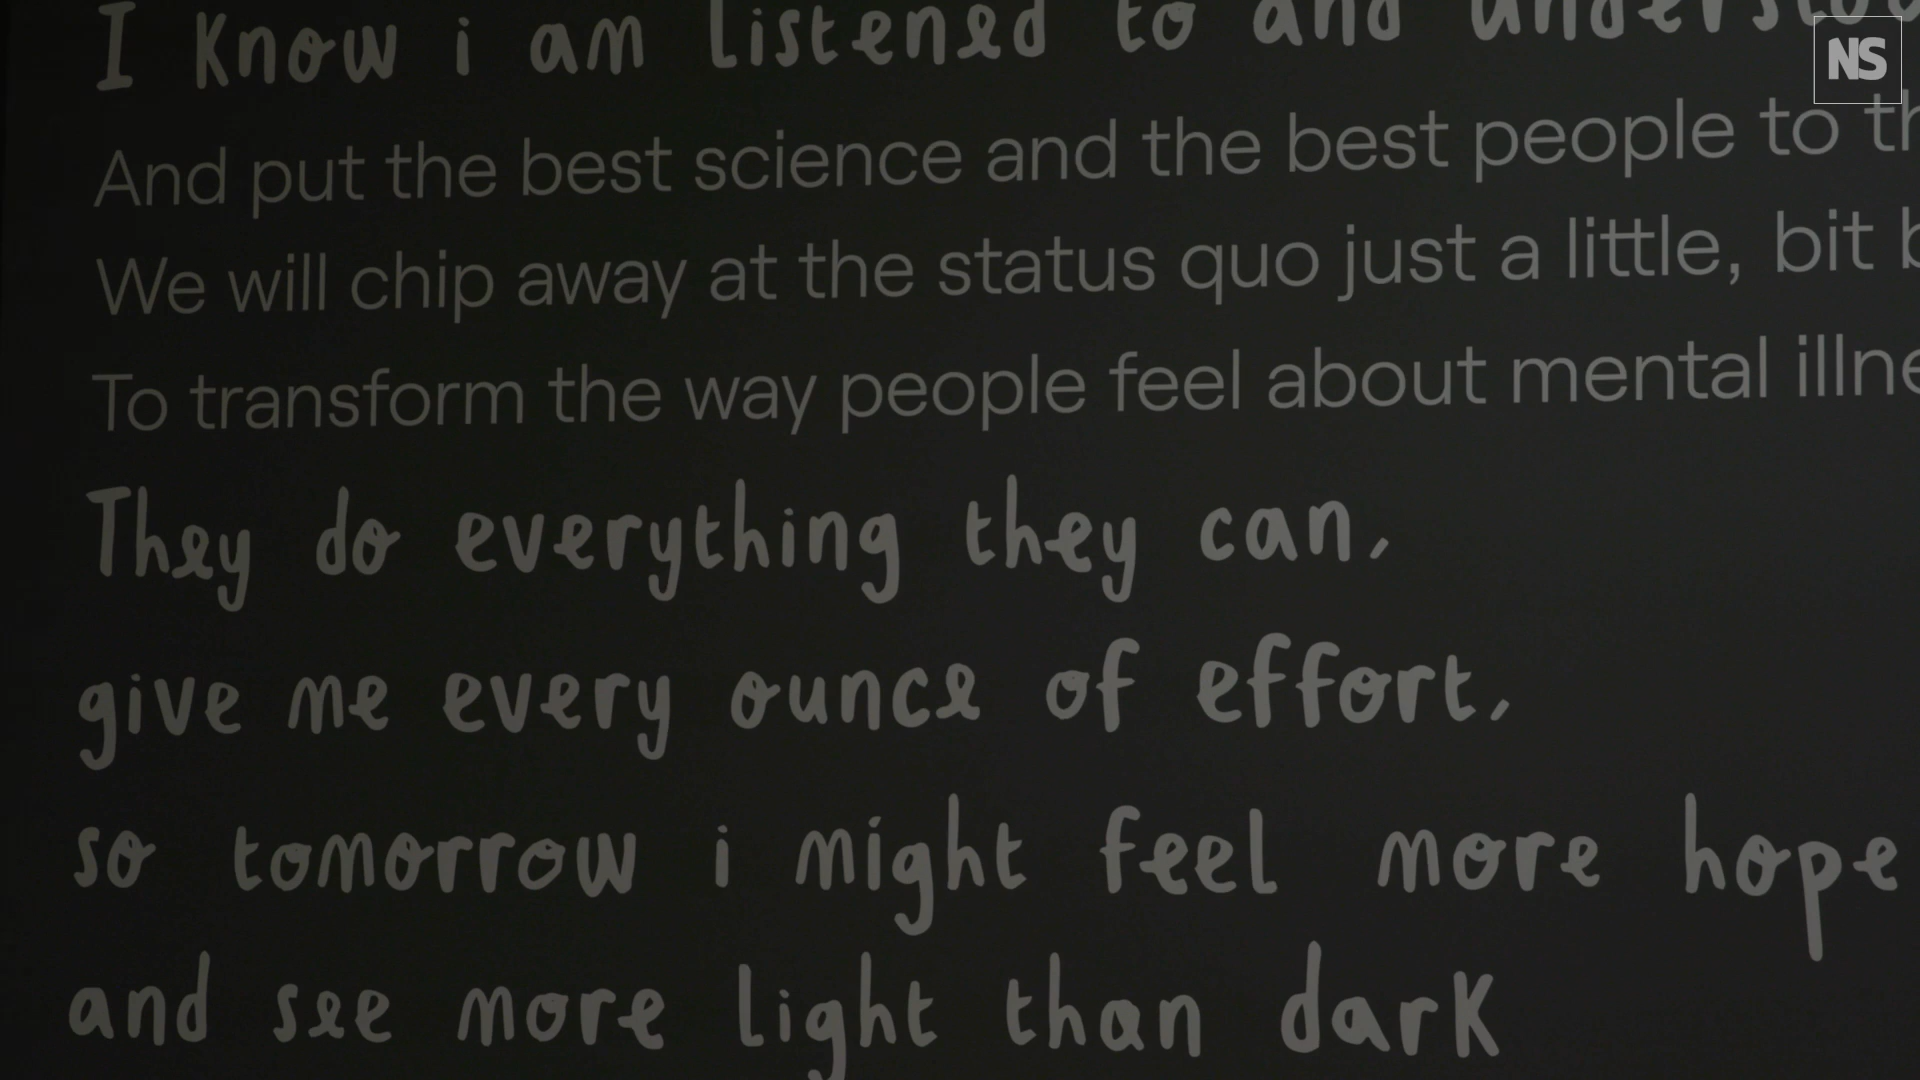 I know i am listened to and
NS
And put the best science and the best people to
We will chip away at the status quo just a little, bit
To transform the way people feel about mental
They do everything they can,
give me every ounce of effort,
so tomorrow i might feel more hope
and see more light than dark